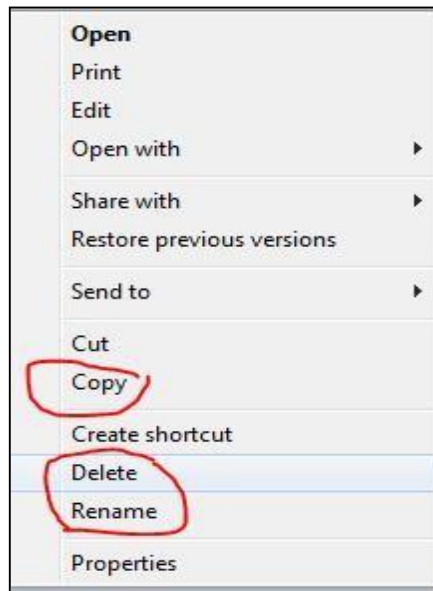 Open
Print
Edit
Open with
Share with
Restore previous versions
Send to
Cut
Copy
Create shortcut
Delete
Rename
Properties